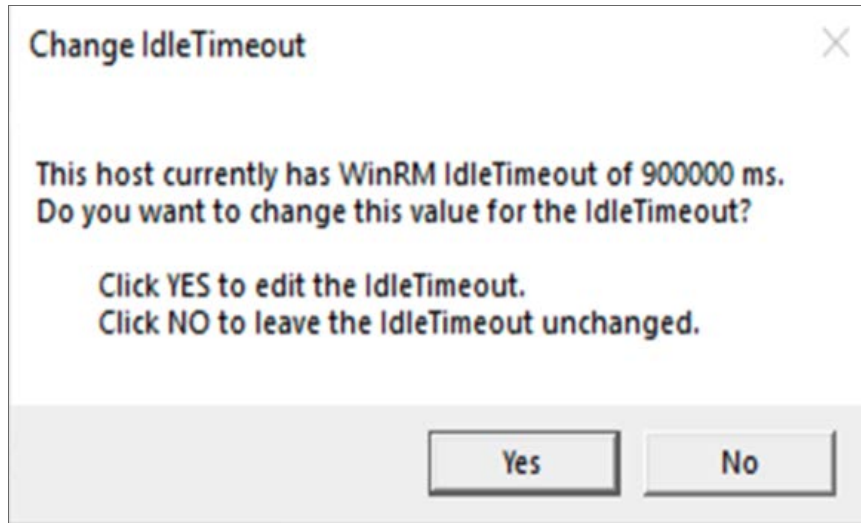 Change IdleTimeout
This host currently has WinRM IdleTimeout of 900000 ms.
Do you want to change this value for the IdleTimeout?
Click YES to edit the IdleTimeout.
Click NO to leave the IdleTimeout unchanged.
Yes
No